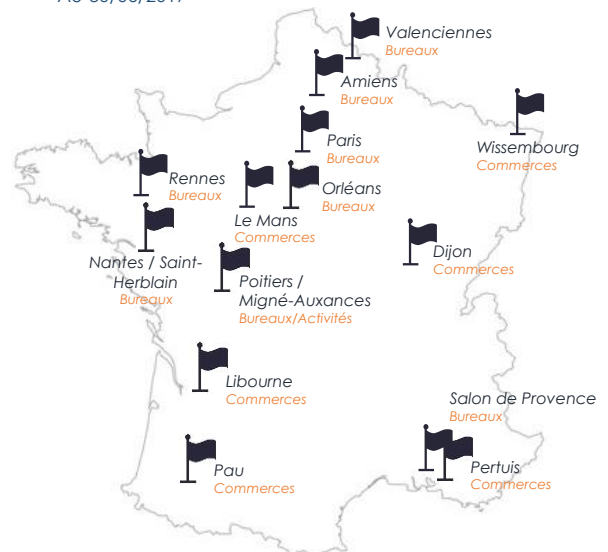 Valenciennes
Bureaux
Amiens
Bureaux
Paris
Bureaux
Wissembourg
Commerces
Rennes
Bureaux
Orléans
Bureaux
Le Mans
Commerces
Nantes / Saint-
Herblain
Bureaux
Dijon
Commerces
Poitiers /
Migné-Auxances
Bureaux/Activités
Libourne
Commerces
Salon de Provence
Bureaux
Pau
Commerces
Pertuis
Commerces